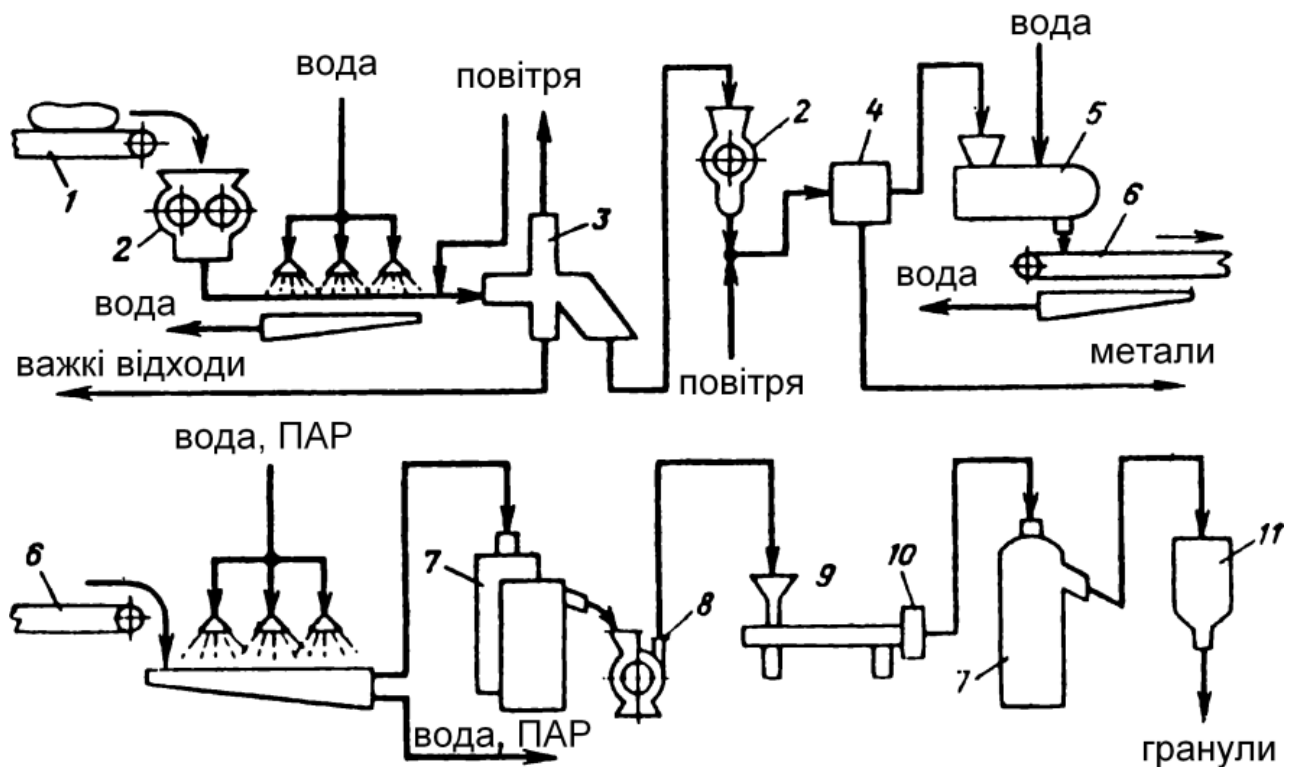 вода
повітря
вода
1
2
3
2
4
5
6
вода
вода
важкі відходи
повітря
метали
вода, ПАР
6
7
8
9
10
7
11
вода, ПАР
гранули